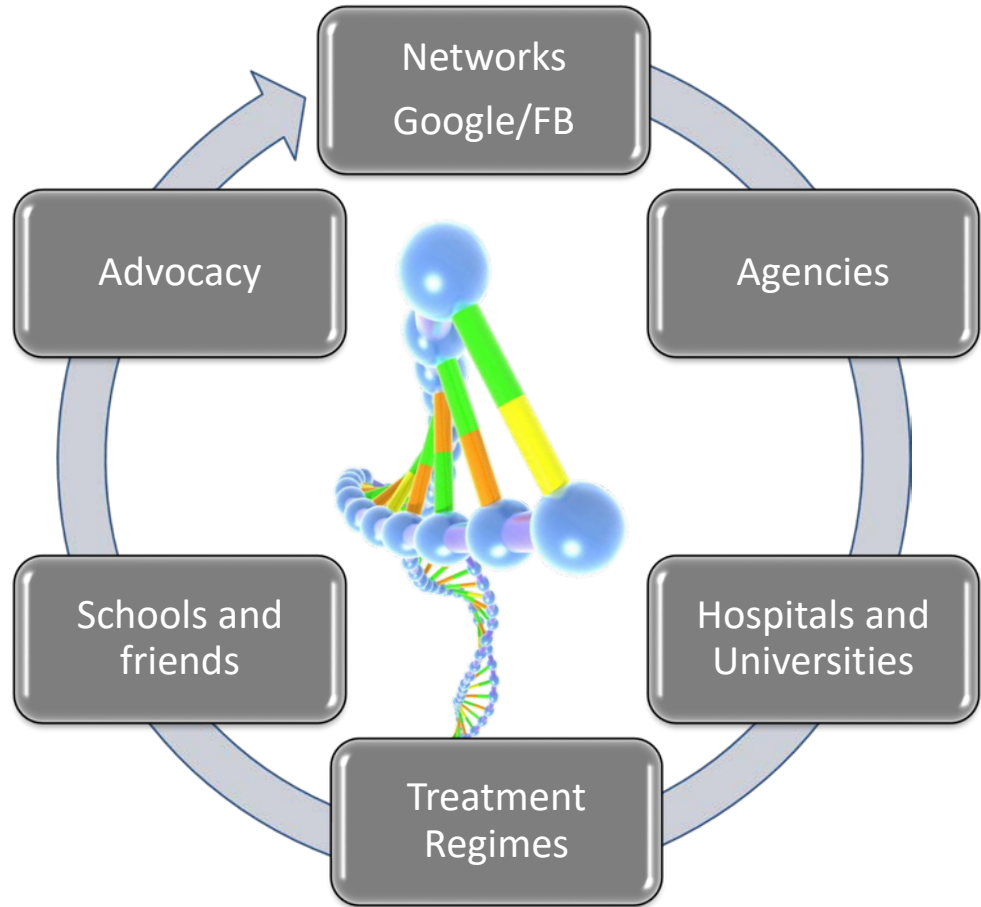 Networks
Google/FB
Advocacy
Agencies
Schools and
friends
Hospitals and
Universities
Treatment
Regimes